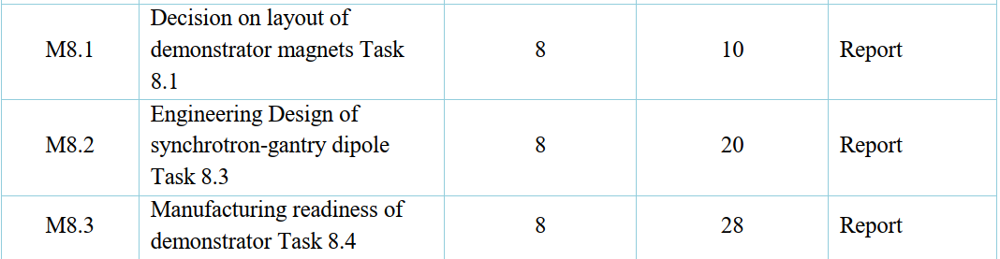 M8.1 Decision on layout of demonstrator magnets Task 8.1 8 10 Report
M8.2 Engineering Design of synchrotron-gantry dipole Task 8.3 8 20 Report
M8.3 Manufacturing readiness of demonstrator Task 8.4 8 28 Report